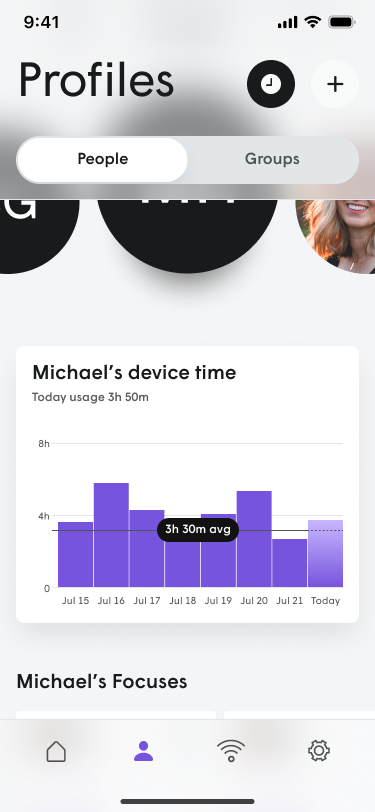 9:41
Profiles
People
Groups
G
Michael's device time
Today usage 3h 50m
8h
4h
3h 30m avg
0
Jul 15 Jul 16 Jul 17 Jul 18 Jul 19 Jul 20 Jul 21 Today
Michael's Focuses